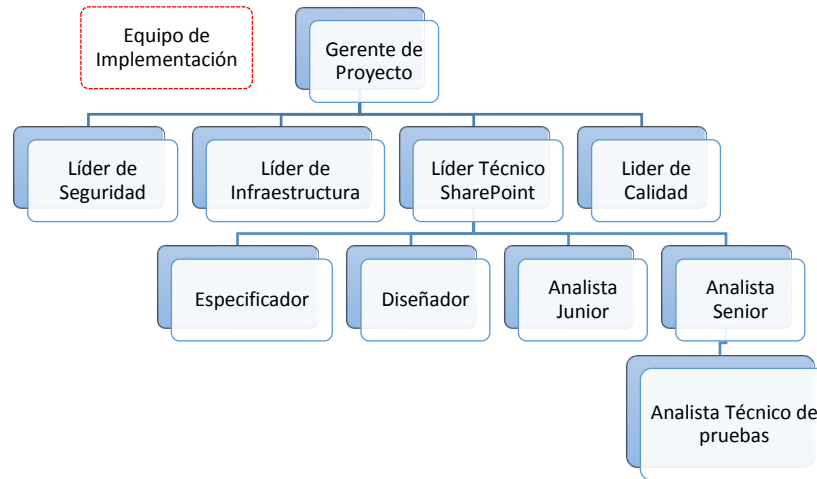 Equipo de
Implementación
Gerente de
Proyecto
Líder de
Seguridad
Líder de
Infraestructura
Líder Técnico
SharePoint
Lider de
Calidad
Especificador
Diseñador
Analista
Junior
Analista
Senior
Analista Técnico de
pruebas